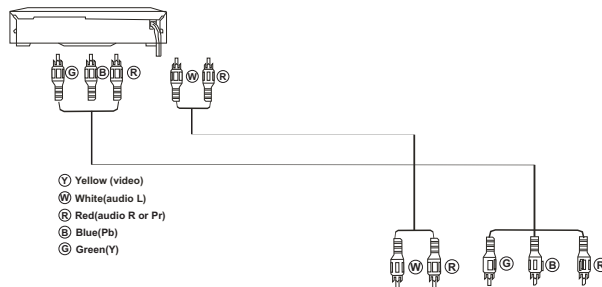 G B R W R
Y Yellow (video)
W White(audio L)
R Red(audio R or Pr)
B Blue(Pb)
G Green(Y)
W R G B R